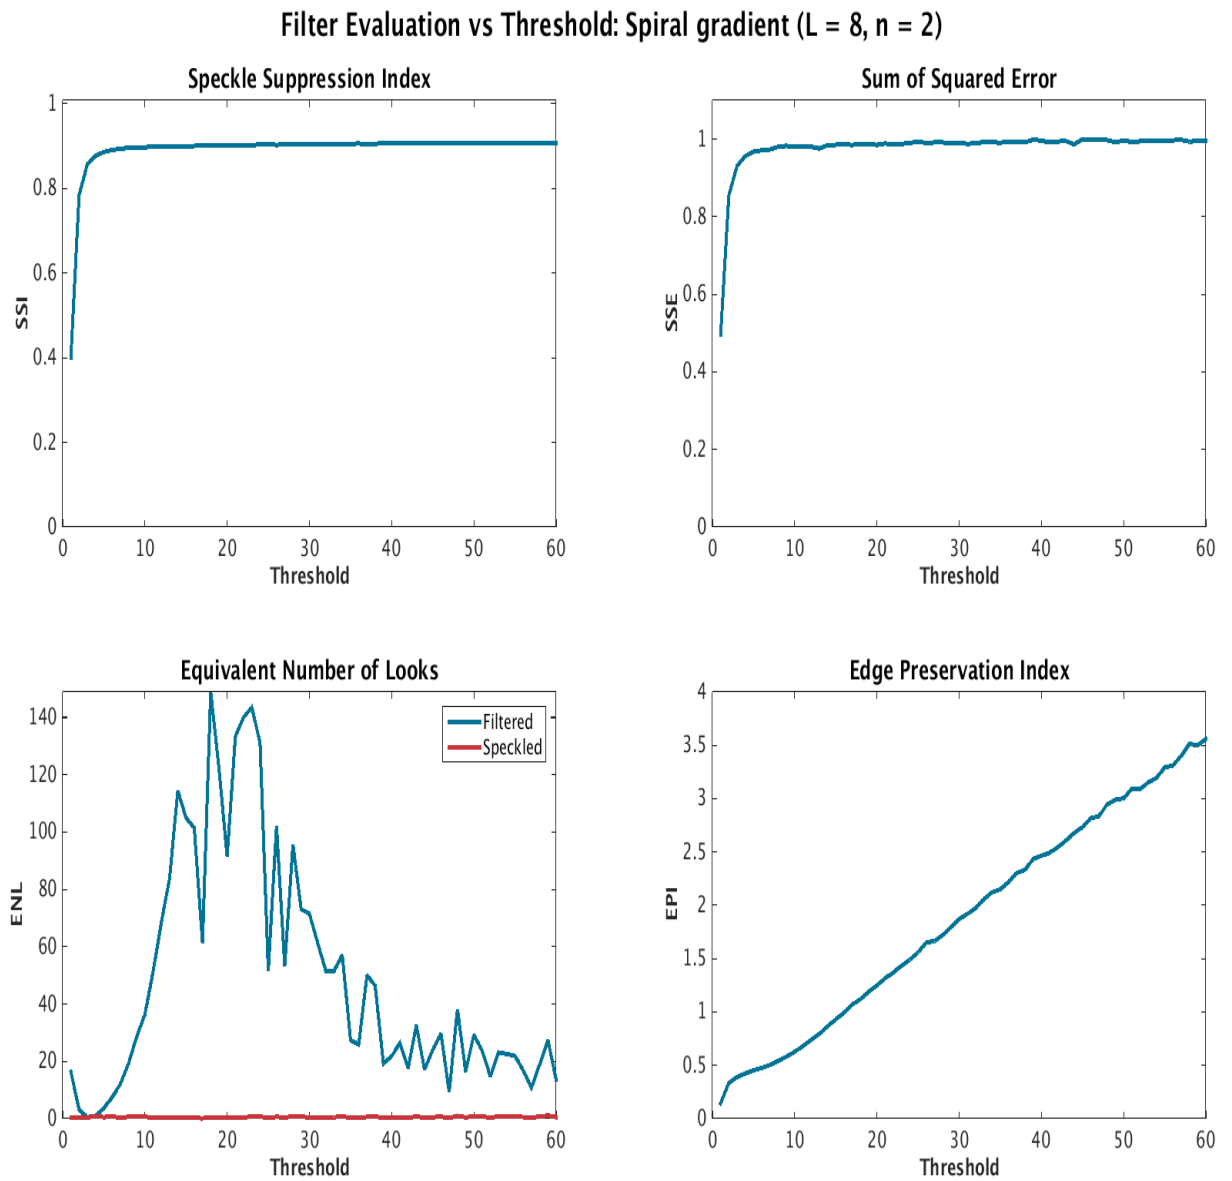 Filter Evaluation vs Threshold: Spiral gradient (L = 8, n = 2)
Speckle Suppression Index
1
0.8
0.6
0.4
0.2
0
SSI
0 10 20 30 40 50 60
Threshold
Sum of Squared Error
1
0.8
0.6
0.4
0.2
0
SSE
0 10 20 30 40 50 60
Threshold
Equivalent Number of Looks
140
120
100
80
60
40
20
0
ENL
Filtered
Speckled
0 10 20 30 40 50 60
Threshold
Edge Preservation Index
4
3.5
3
2.5
2
1.5
1
0.5
0
EPI
0 10 20 30 40 50 60
Threshold